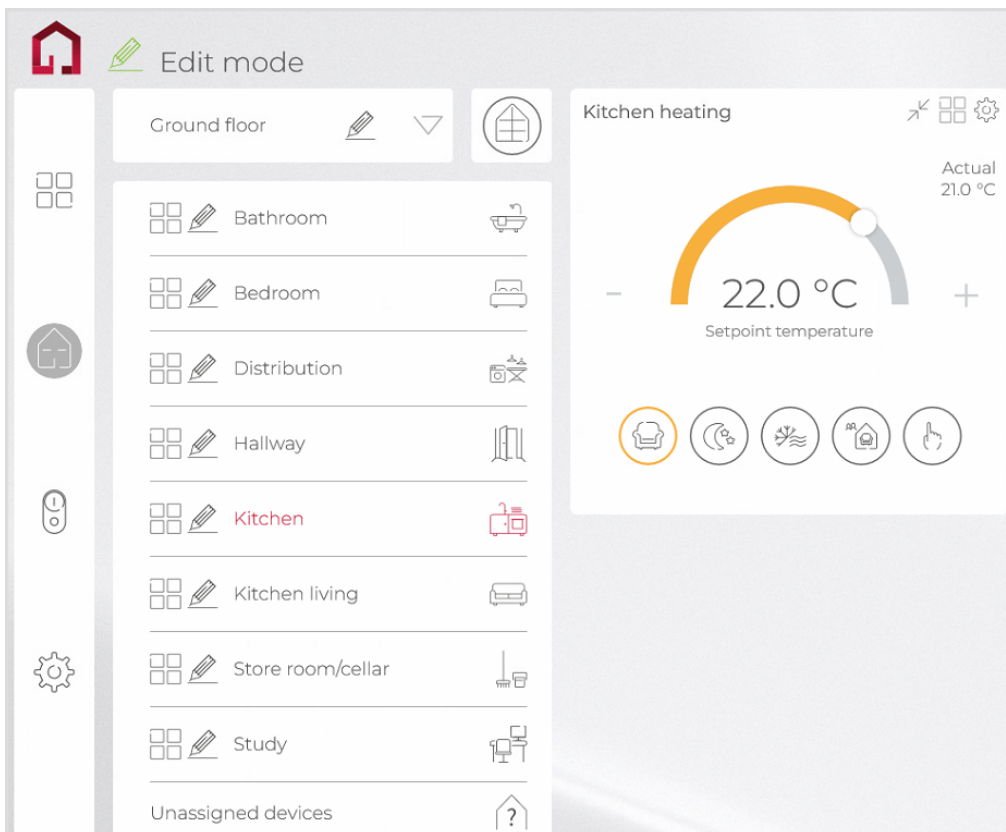 Edit mode
Ground floor
Bathroom
Bedroom
Distribution
Hallway
Kitchen
Kitchen living
Store room/cellar
Study
Unassigned devices
?
Kitchen heating
Actual
21.0 °C
-
22.0 °C
+
Setpoint temperature